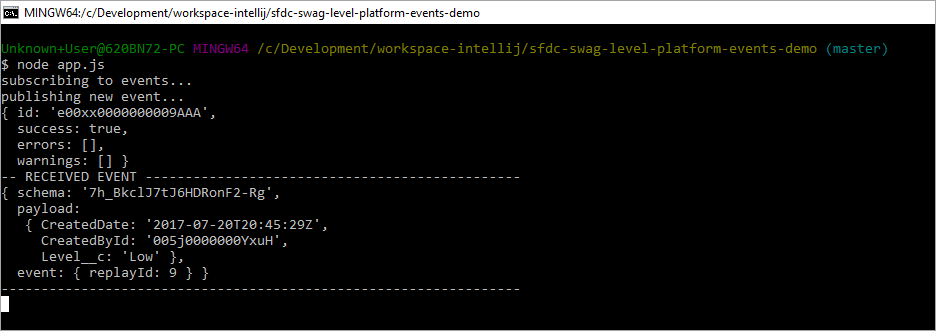 MINGW64:/c/Development/workspace-intellij/sfdc-swag-level-platform-events-demo
Unknown+User@620BN72-PC MINGW64 /c/Development/workspace-intellij/sfdc-swag-level-platform-events-demo (master)
$ node app.js
subscribing to events...
publishing new event...
{ id: 'e00xx0000000009AAA',
  success: true,
  errors: [],
  warnings: [] }
-- RECEIVED EVENT -----------------------------------------------
{ schema: '7h_BkclJ7tJ6HDRonF2-Rg',
  payload:
   { CreatedDate: '2017-07-20T20:45:29Z',
     CreatedById: '005j0000000YxuH',
     Level__c: 'Low' },
  event: { replayId: 9 } }
-----------------------------------------------------------------